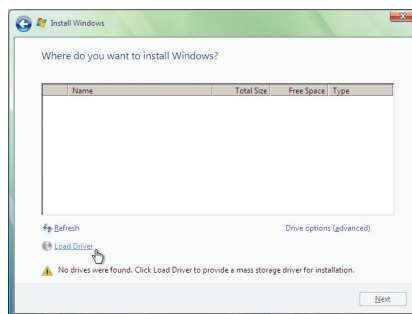 Install Windows
Where do you want to install Windows?
Name Total Size Free Space Type
Refresh Drive options (advanced)
Load Driver
No drives were found. Click Load Driver to provide a mass storage driver for installation.
Next